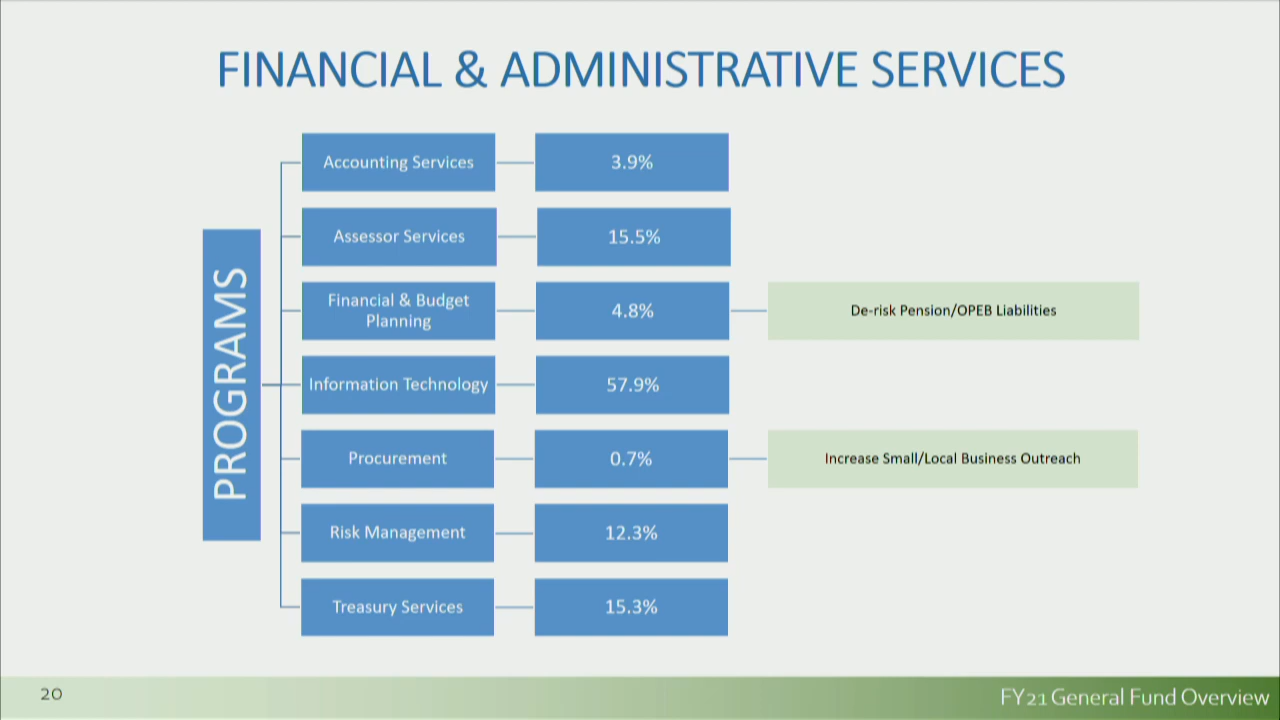 FINANCIAL & ADMINISTRATIVE SERVICES
PROGRAMS
Accounting Services
3.9%
Assessor Services
15.5%
Financial & Budget
Planning
4.8%
De-risk Pension/OPEB Liabilities
Information Technology
57.9%
Procurement
0.7%
Increase Small/Local Business Outreach
Risk Management
12.3%
Treasury Services
15.3%
20
FY21 General Fund Overview